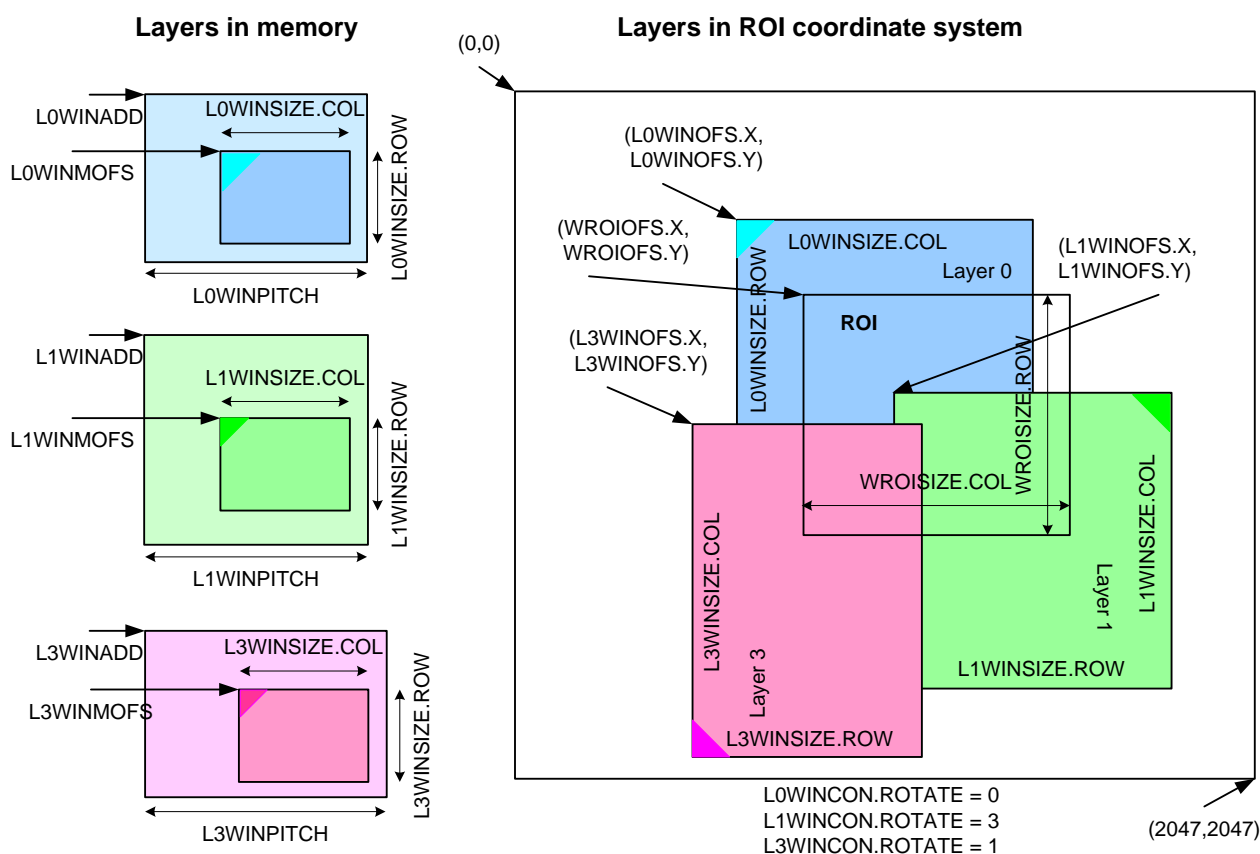 Layers in memory
L0WINADD
L0WINSIZE.COL
L0WINMOFS
L0WINSIZE.ROW
L0WINPITCH
L1WINADD
L1WINSIZE.COL
L1WINMOFS
L1WINSIZE.ROW
L1WINPITCH
L3WINADD
L3WINSIZE.COL
L3WINMOFS
L3WINSIZE.ROW
L3WINPITCH
Layers in ROI coordinate system
(0,0)
(L0WINOFS.X,
L0WINOFS.Y)
(WROIOFS.X,
WROIOFS.Y)
L0WINSIZE.COL
Layer 0
(L1WINOFS.X,
L1WINOFS.Y)
L0WINSIZE.ROW
ROI
(L3WINOFS.X,
L3WINOFS.Y)
WROISIZE.ROW
WROISIZE.COL
L3WINSIZE.COL
Layer 3
L3WINSIZE.ROW
L1WINSIZE.COL
Layer 1
L1WINSIZE.ROW
L0WINCON.ROTATE = 0
L1WINCON.ROTATE = 3
L3WINCON.ROTATE = 1
(2047,2047)